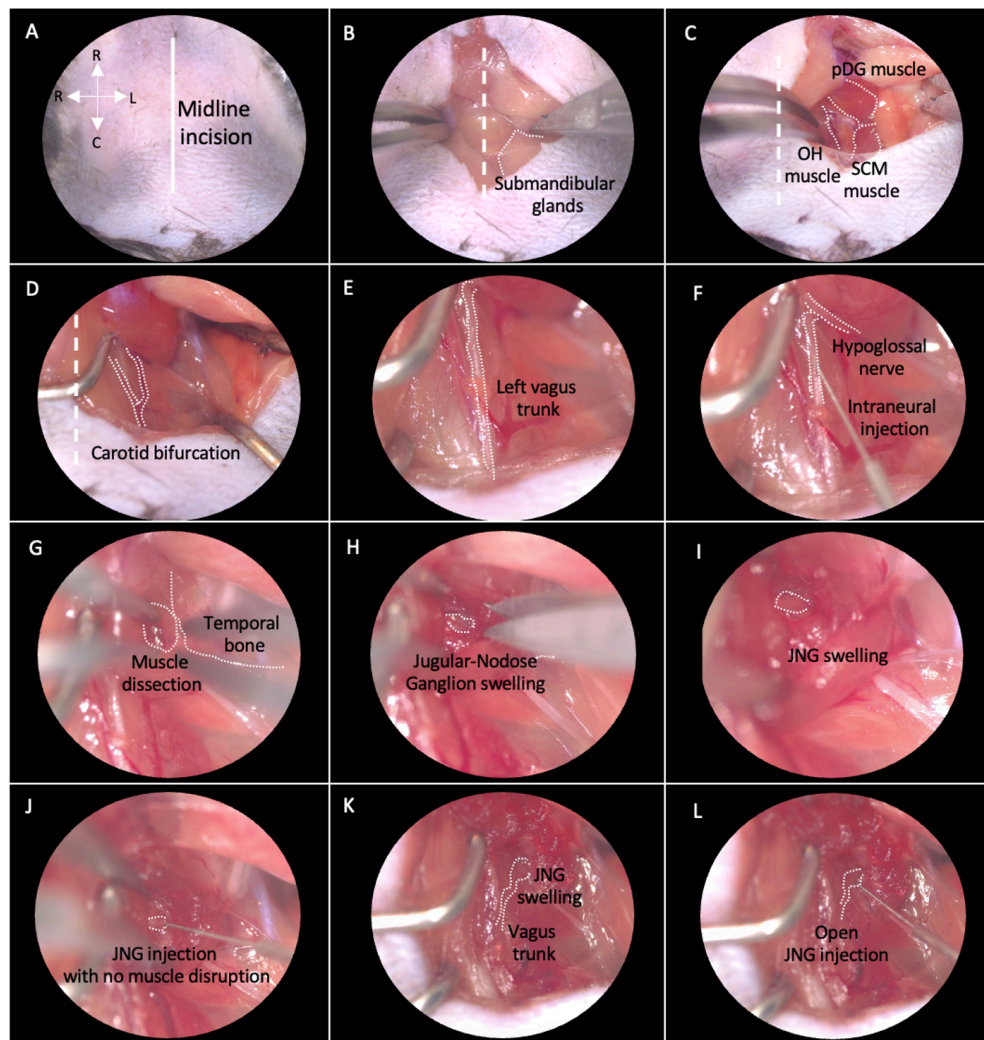 A
R
R
L
C
Midline
incision
B
Submandibular
glands
C
pDG muscle
OH
muscle
SCM
muscle
D
Carotid bifurcation
E
Left vagus
trunk
F
Hypoglossal
nerve
Intraneural
injection
G
Temporal
bone
Muscle
dissection
H
Jugular-Nodose
Ganglion swelling
I
JNG swelling
J
JNG injection
with no muscle disruption
K
JNG
swelling
Vagus
trunk
L
Open
JNG injection